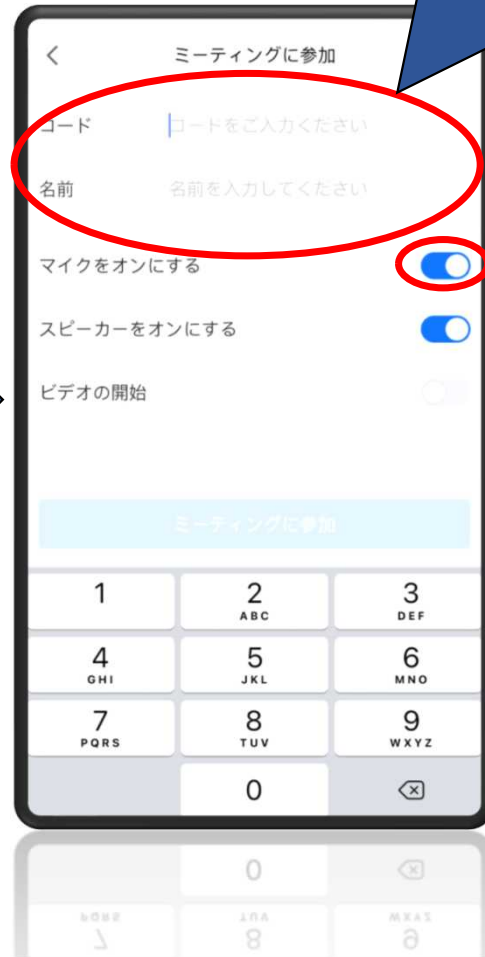 ミーティングに参加
コード コードをご入力ください
名前 名前を入力してください
マイクをオンにする
スピーカーをオンにする
ビデオの開始
ミーティングに参加
1 2 3
ABC DEF
4 5 6
GHI JKL MNO
7 8 9
PQRS TUV WXYZ
0